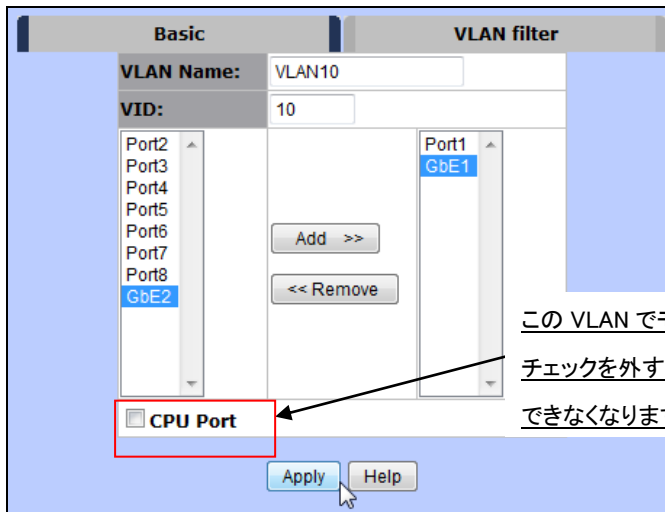 Basic
VLAN filter
VLAN Name:
VLAN10
VID:
10
Port2
Port3
Port4
Port5
Port6
Port7
Port8
GbE2
Add >>
<< Remove
Port1
GbE1
この VLAN で
チェックを外す
できなくなりま
CPU Port
Apply
Help